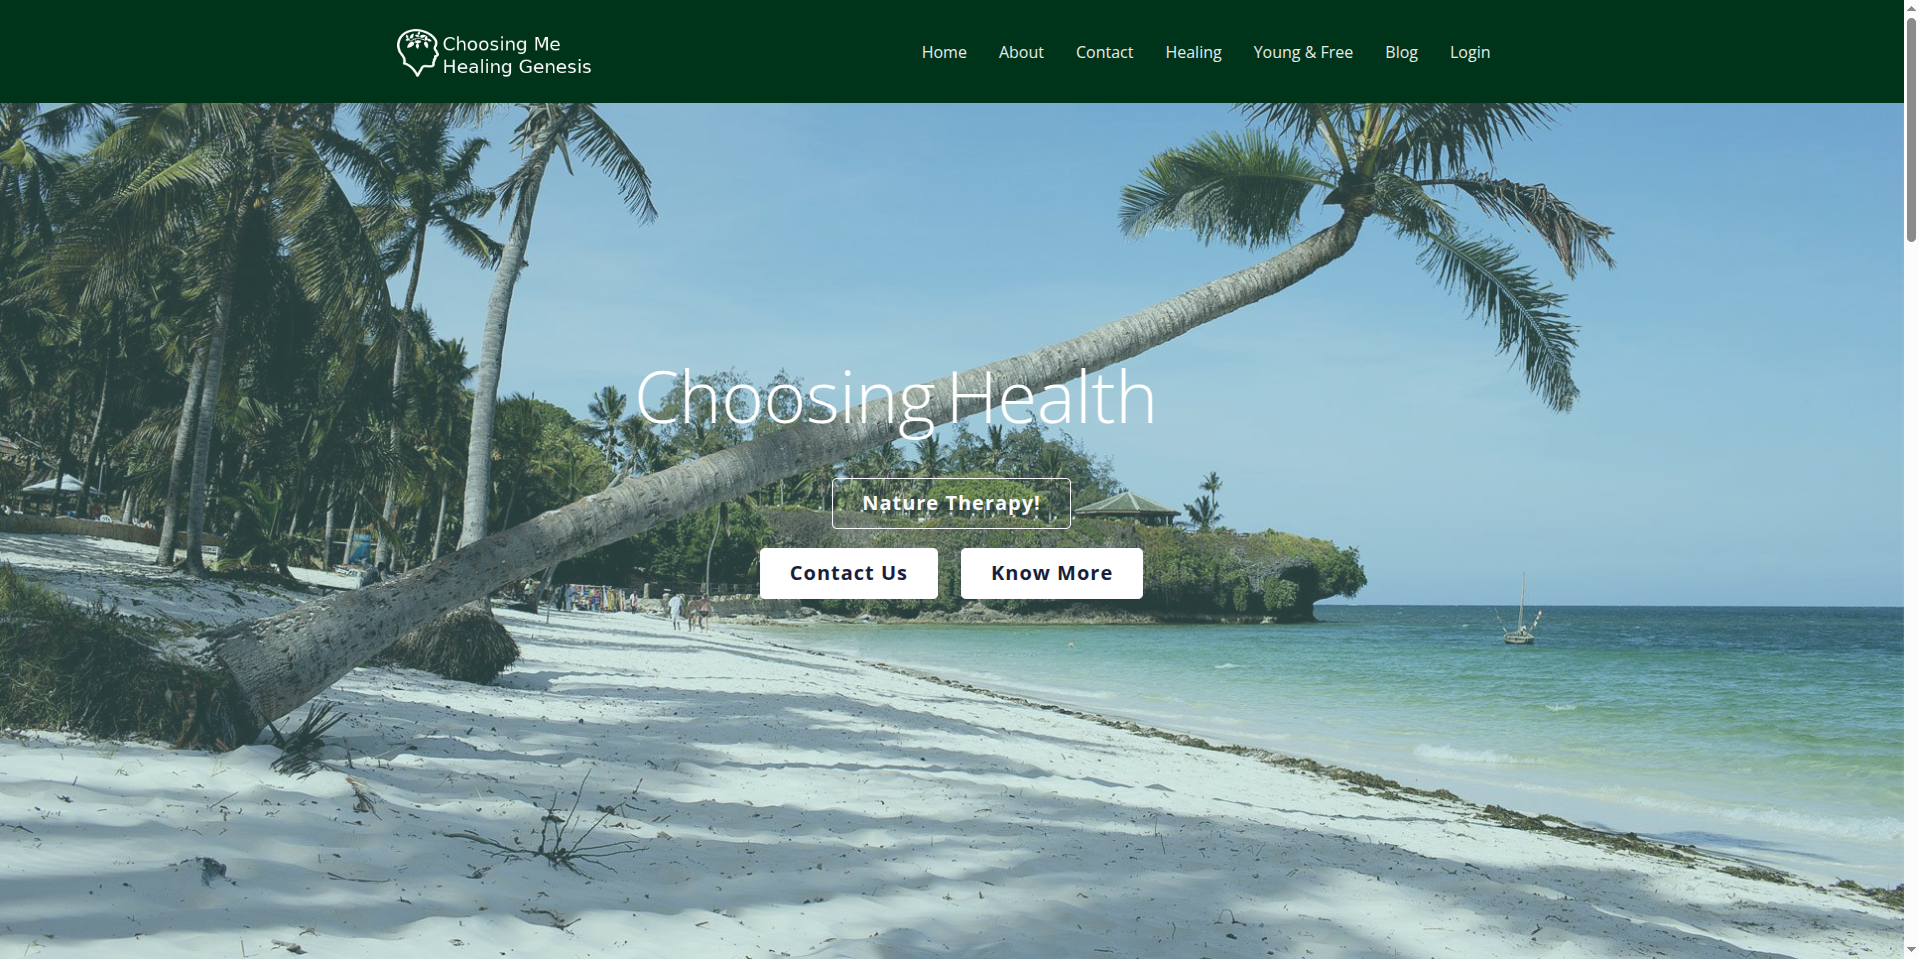 Choosing Me
Healing Genesis
Home About Contact Healing Young & Free Blog Login
Choosing Health
Nature Therapy!
Contact Us Know More